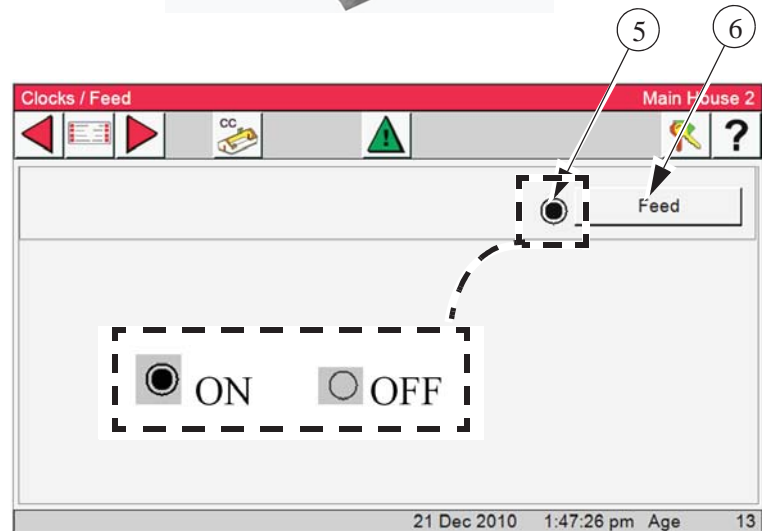 5 6
Clocks / Feed Main House 2
CC ?
Feed
ON OFF
21 Dec 2010 1:47:26 pm Age 13